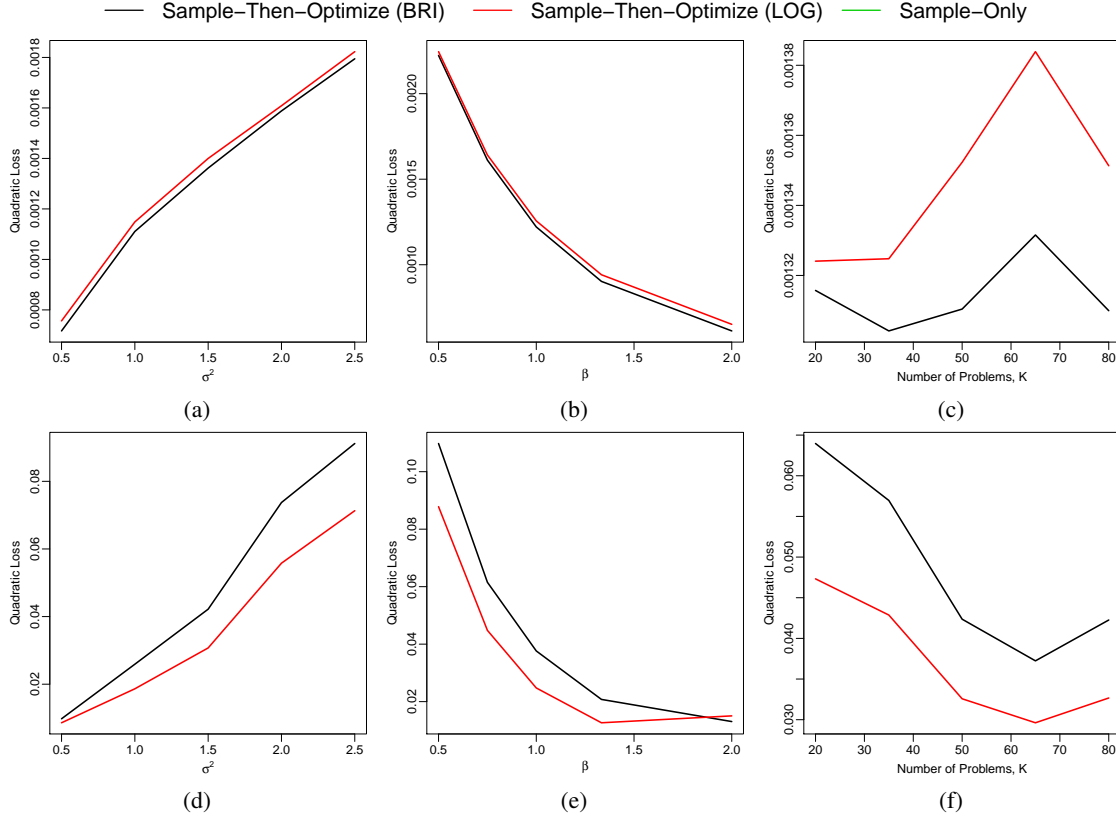 Sample−Then−Optimize (BRI) Sample−Then−Optimize (LOG) Sample−Only
Quadratic Loss
0.0008 0.0010 0.0012 0.0014 0.0016 0.0018
0.5 1.0 1.5 2.0 2.5
σ²
(a)
Quadratic Loss
0.0010 0.0015 0.0020
0.5 1.0 1.5 2.0
β
(b)
Quadratic Loss
0.00132 0.00134 0.00136 0.00138
20 30 40 50 60 70 80
Number of Problems, K
(c)
Quadratic Loss
0.02 0.04 0.06 0.08
0.5 1.0 1.5 2.0 2.5
σ²
(d)
Quadratic Loss
0.02 0.04 0.06 0.08 0.10
0.5 1.0 1.5 2.0
β
(e)
Quadratic Loss
0.030 0.040 0.050 0.060
20 30 40 50 60 70 80
Number of Problems, K
(f)